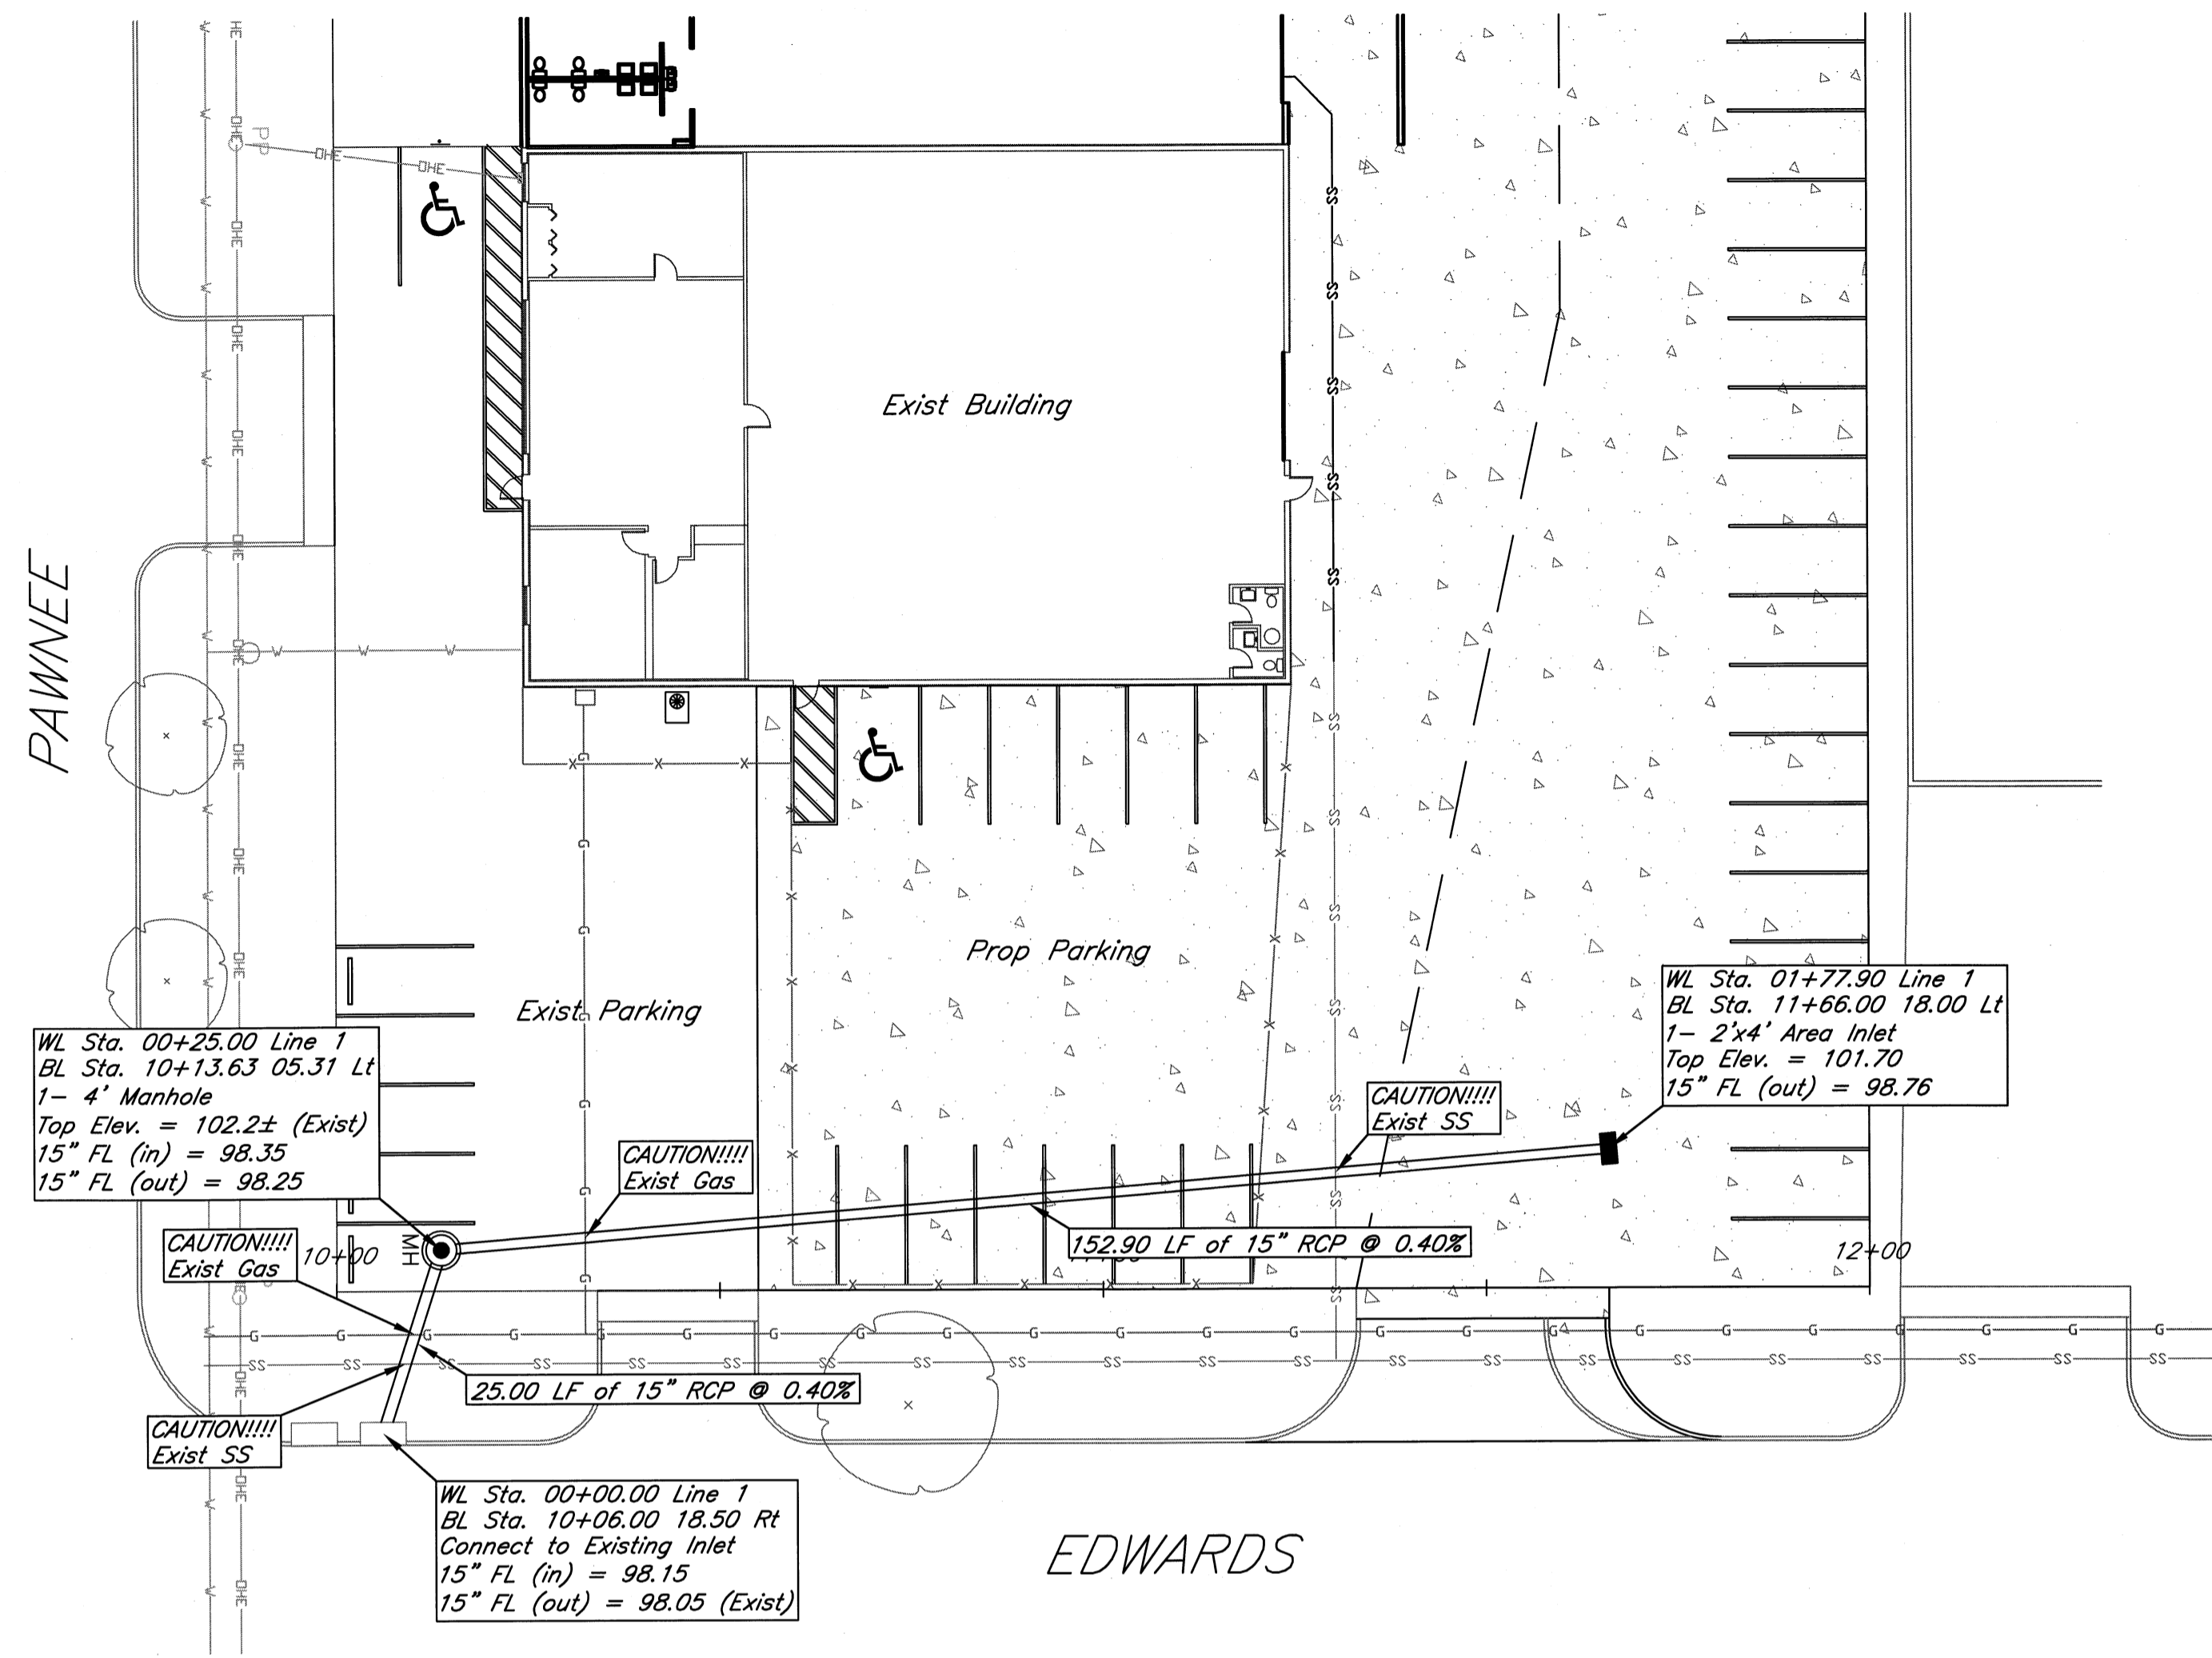 PP
OHE
OHE
Exist Building
PAWNEE
Prop Parking
Exist Parking
WL Sta. 01+77.90 Line 1
BL Sta. 11+66.00 18.00 Lt
1- 2'x4' Area Inlet
Top Elev. = 101.70
15" FL (out) = 98.76
WL Sta. 00+25.00 Line 1
BL Sta. 10+13.63 05.31 Lt
1- 4' Manhole
Top Elev. = 102.2± (Exist)
15" FL (in) = 98.35
15" FL (out) = 98.25
CAUTION!!!!
Exist SS
CAUTION!!!!
Exist Gas
CAUTION!!!!
Exist Gas
10+00
MH
152.90 LF of 15" RCP @ 0.40%
12+00
25.00 LF of 15" RCP @ 0.40%
CAUTION!!!!
Exist SS
WL Sta. 00+00.00 Line 1
BL Sta. 10+06.00 18.50 Rt
Connect to Existing Inlet
15" FL (in) = 98.15
15" FL (out) = 98.05 (Exist)
EDWARDS